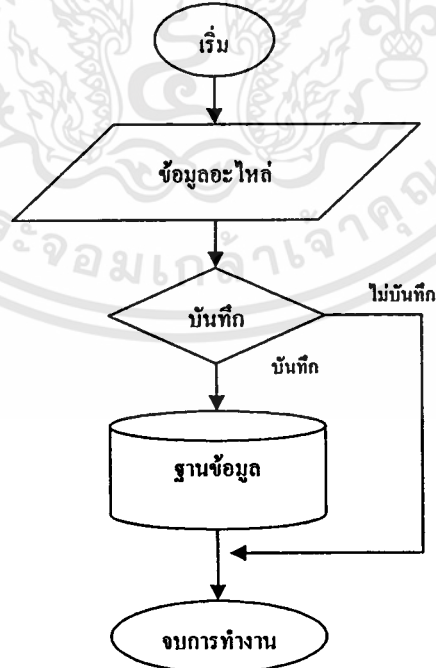 เริ่ม
ข้อมูลอะไหล่
บันทึก
ไม่บันทึก
บันทึก
ฐานข้อมูล
จบการทำงาน